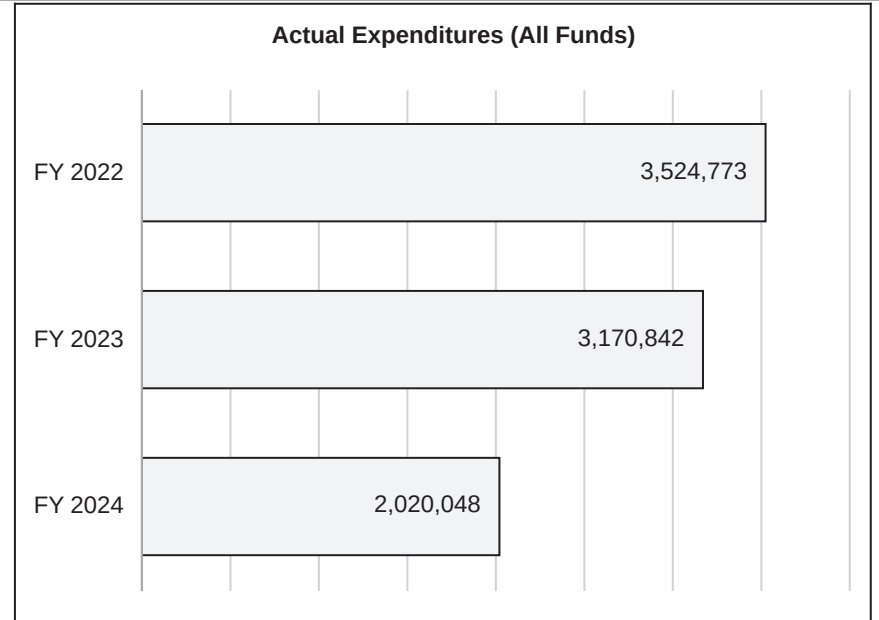 Actual Expenditures (All Funds)
FY 2022
3,524,773
FY 2023
3,170,842
FY 2024
2,020,048